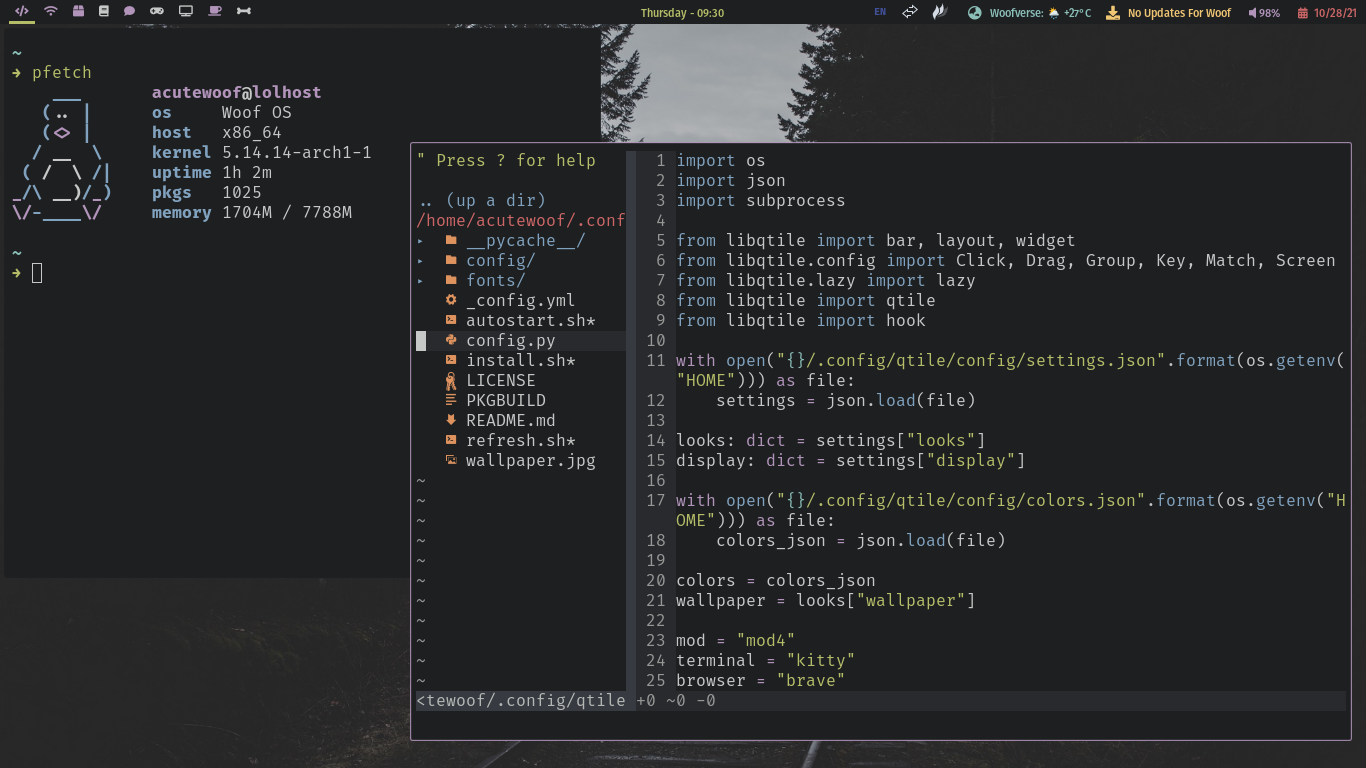 Thursday - 09:30
EN
Woofverse: ⛅ +27°C
No Updates For Woof
98%
10/28/21
~
➜ pfetch
    ___
   (.. |
   (<> |
  / __  \
 ( /  \ /|
_/\ __)/_)
\/-____\/
acutewoof@lolhost
os Woof OS
host x86_64
kernel 5.14.14-arch1-1
uptime 1h 2m
pkgs 1025
memory 1704M / 7788M
~
➜
" Press ? for help
.. (up a dir)
/home/acutewoof/.conf
▸ __pycache__/
▸ config/
▸ fonts/
_config.yml
autostart.sh*
config.py
install.sh*
LICENSE
PKGBUILD
README.md
refresh.sh*
wallpaper.jpg
~
~
~
~
~
~
~
~
~
~
~
<tewoof/.config/qtile
1 import os
2 import json
3 import subprocess
4
5 from libqtile import bar, layout, widget
6 from libqtile.config import Click, Drag, Group, Key, Match, Screen
7 from libqtile.lazy import lazy
8 from libqtile import qtile
9 from libqtile import hook
10
11 with open("{}/.config/qtile/config/settings.json".format(os.getenv(
"HOME"))) as file:
12     settings = json.load(file)
13
14 looks: dict = settings["looks"]
15 display: dict = settings["display"]
16
17 with open("{}/.config/qtile/config/colors.json".format(os.getenv("H
OME"))) as file:
18     colors_json = json.load(file)
19
20 colors = colors_json
21 wallpaper = looks["wallpaper"]
22
23 mod = "mod4"
24 terminal = "kitty"
25 browser = "brave"
+0 ~0 -0